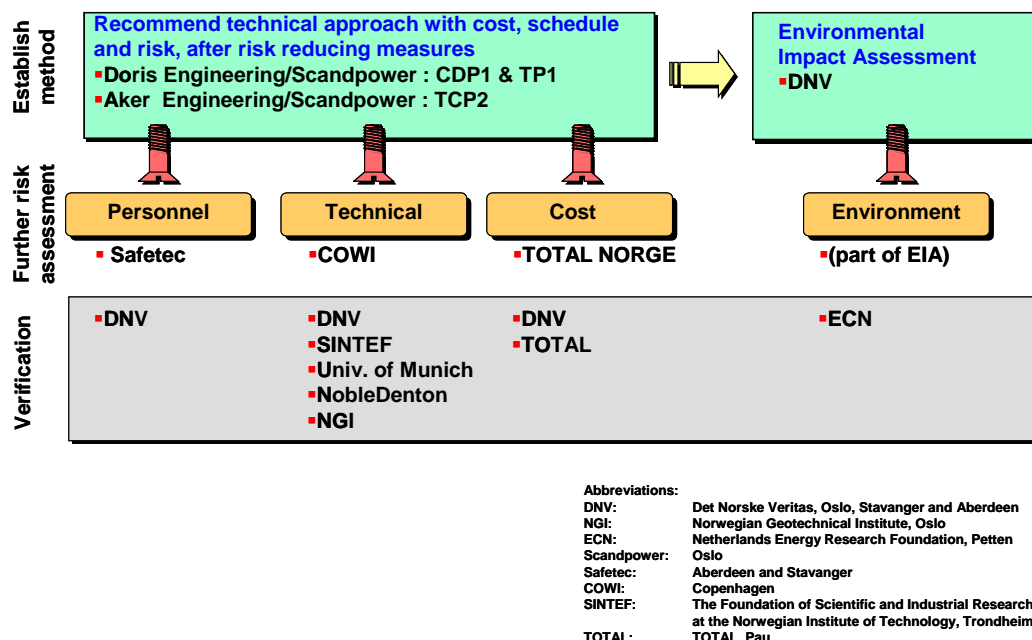 Establish
method
Recommend technical approach with cost, schedule
and risk, after risk reducing measures
▪Doris Engineering/Scandpower : CDP1 & TP1
▪Aker Engineering/Scandpower : TCP2
Environmental
Impact Assessment
▪DNV
Further risk
assessment
Personnel
Technical
Cost
Environment
▪ Safetec
▪COWI
▪TOTAL NORGE
▪(part of EIA)
Verification
▪DNV
▪DNV
▪SINTEF
▪Univ. of Munich
▪NobleDenton
▪NGI
▪DNV
▪TOTAL
▪ECN
Abbreviations:
DNV: Det Norske Veritas, Oslo, Stavanger and Aberdeen
NGI: Norwegian Geotechnical Institute, Oslo
ECN: Netherlands Energy Research Foundation, Petten
Scandpower: Oslo
Safetec: Aberdeen and Stavanger
COWI: Copenhagen
SINTEF: The Foundation of Scientific and Industrial Research
at the Norwegian Institute of Technology, Trondheim
TOTAL: TOTAL, Pau